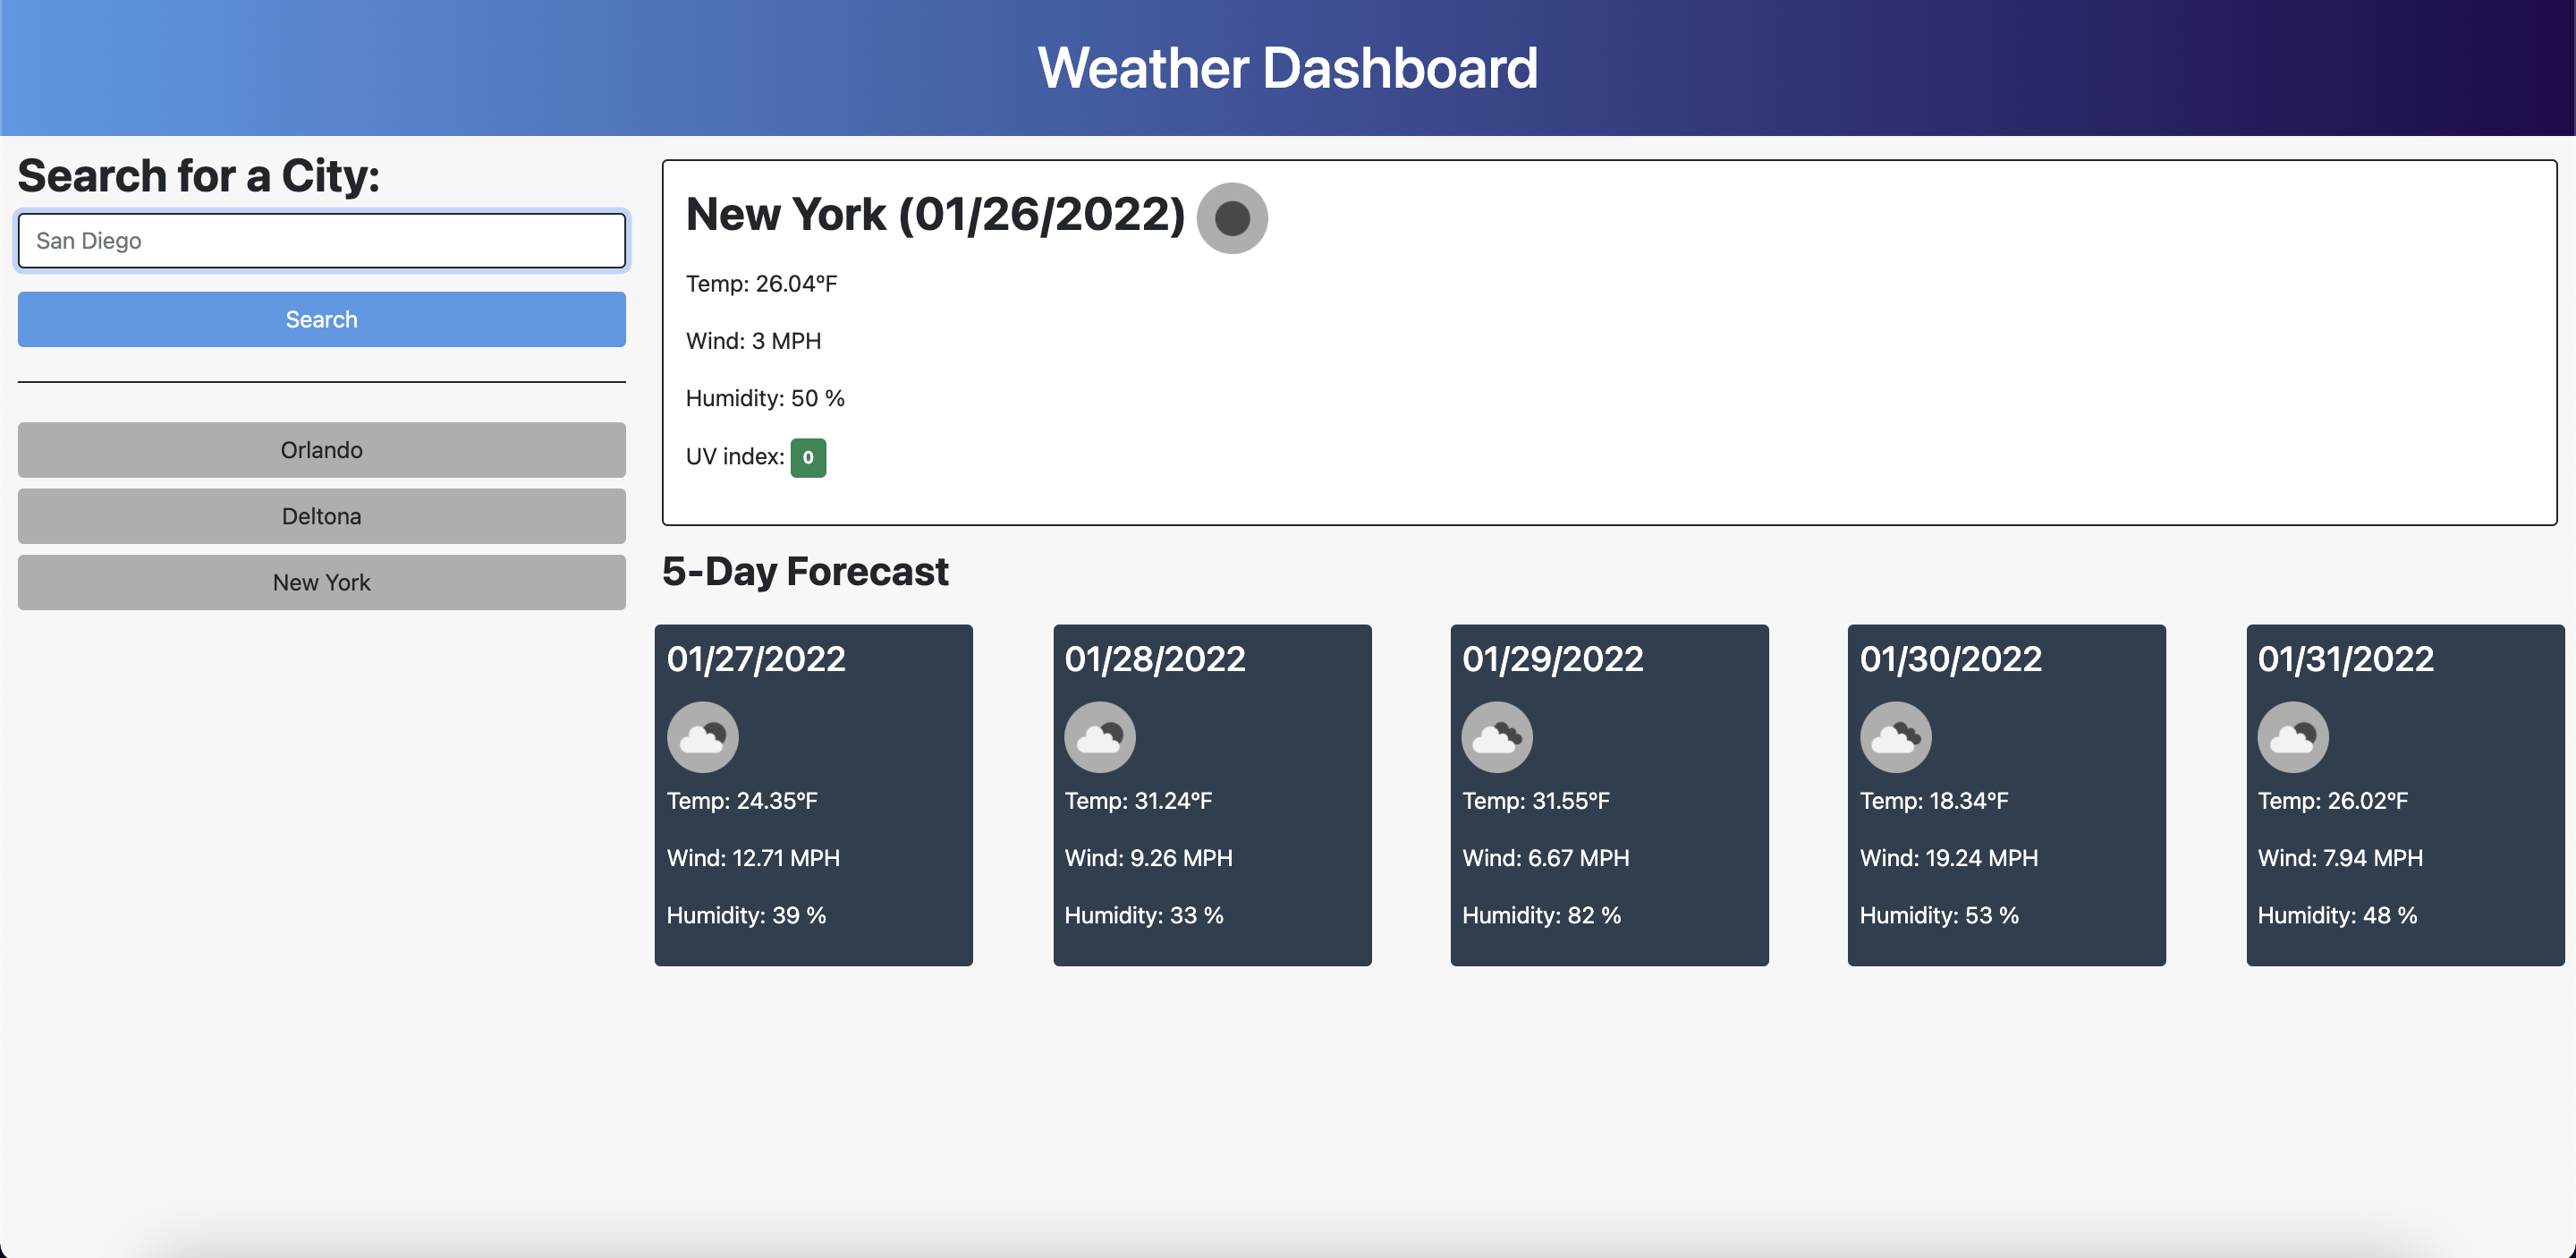 Weather Dashboard
Search for a City:
San Diego
Search
Orlando
Deltona
New York
New York (01/26/2022)
Temp: 26.04°F
Wind: 3 MPH
Humidity: 50 %
UV index: 0
5-Day Forecast
01/27/2022
Temp: 24.35°F
Wind: 12.71 MPH
Humidity: 39 %
01/28/2022
Temp: 31.24°F
Wind: 9.26 MPH
Humidity: 33 %
01/29/2022
Temp: 31.55°F
Wind: 6.67 MPH
Humidity: 82 %
01/30/2022
Temp: 18.34°F
Wind: 19.24 MPH
Humidity: 53 %
01/31/2022
Temp: 26.02°F
Wind: 7.94 MPH
Humidity: 48 %